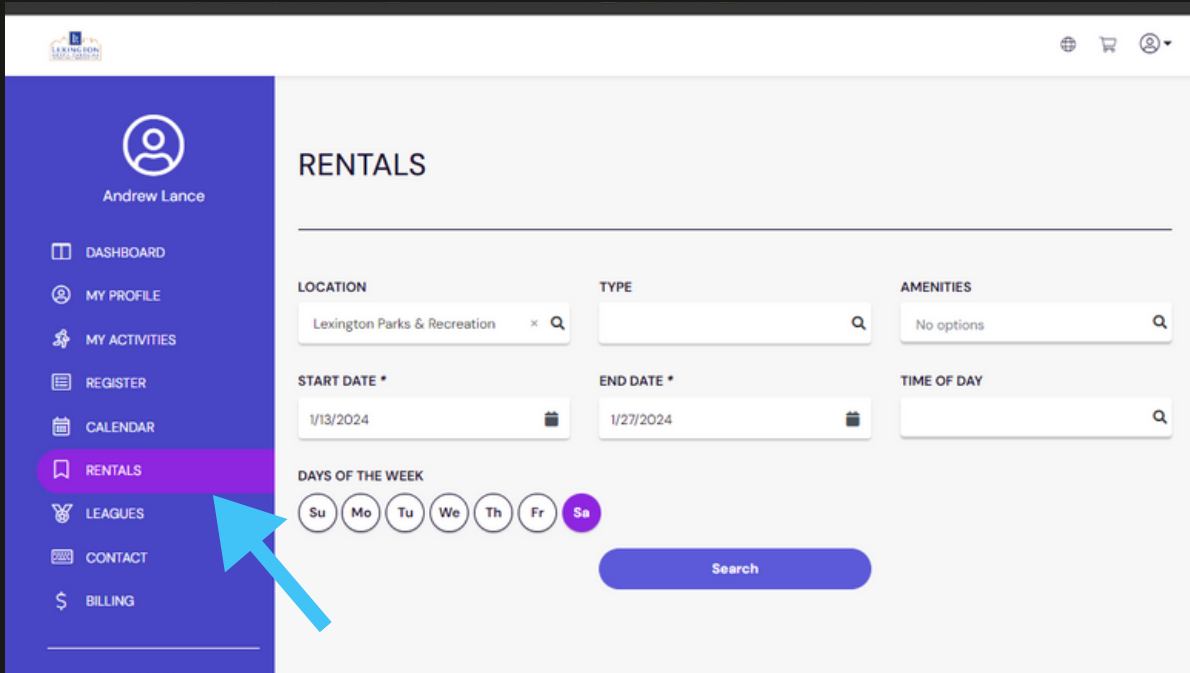 LEXINGTON
Andrew Lance
DASHBOARD
MY PROFILE
MY ACTIVITIES
REGISTER
CALENDAR
RENTALS
LEAGUES
CONTACT
BILLING
RENTALS
LOCATION TYPE AMENITIES
Lexington Parks & Recreation × No options
START DATE * END DATE * TIME OF DAY
1/13/2024 1/27/2024
DAYS OF THE WEEK
Su Mo Tu We Th Fr Sa
Search